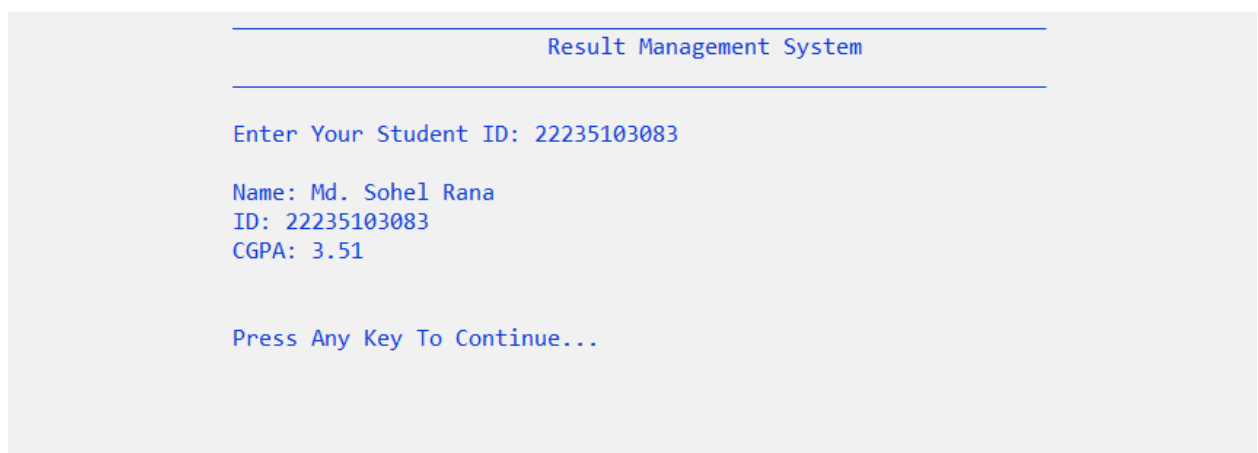 Result Management System
Enter Your Student ID: 22235103083
Name: Md. Sohel Rana
ID: 22235103083
CGPA: 3.51
Press Any Key To Continue...